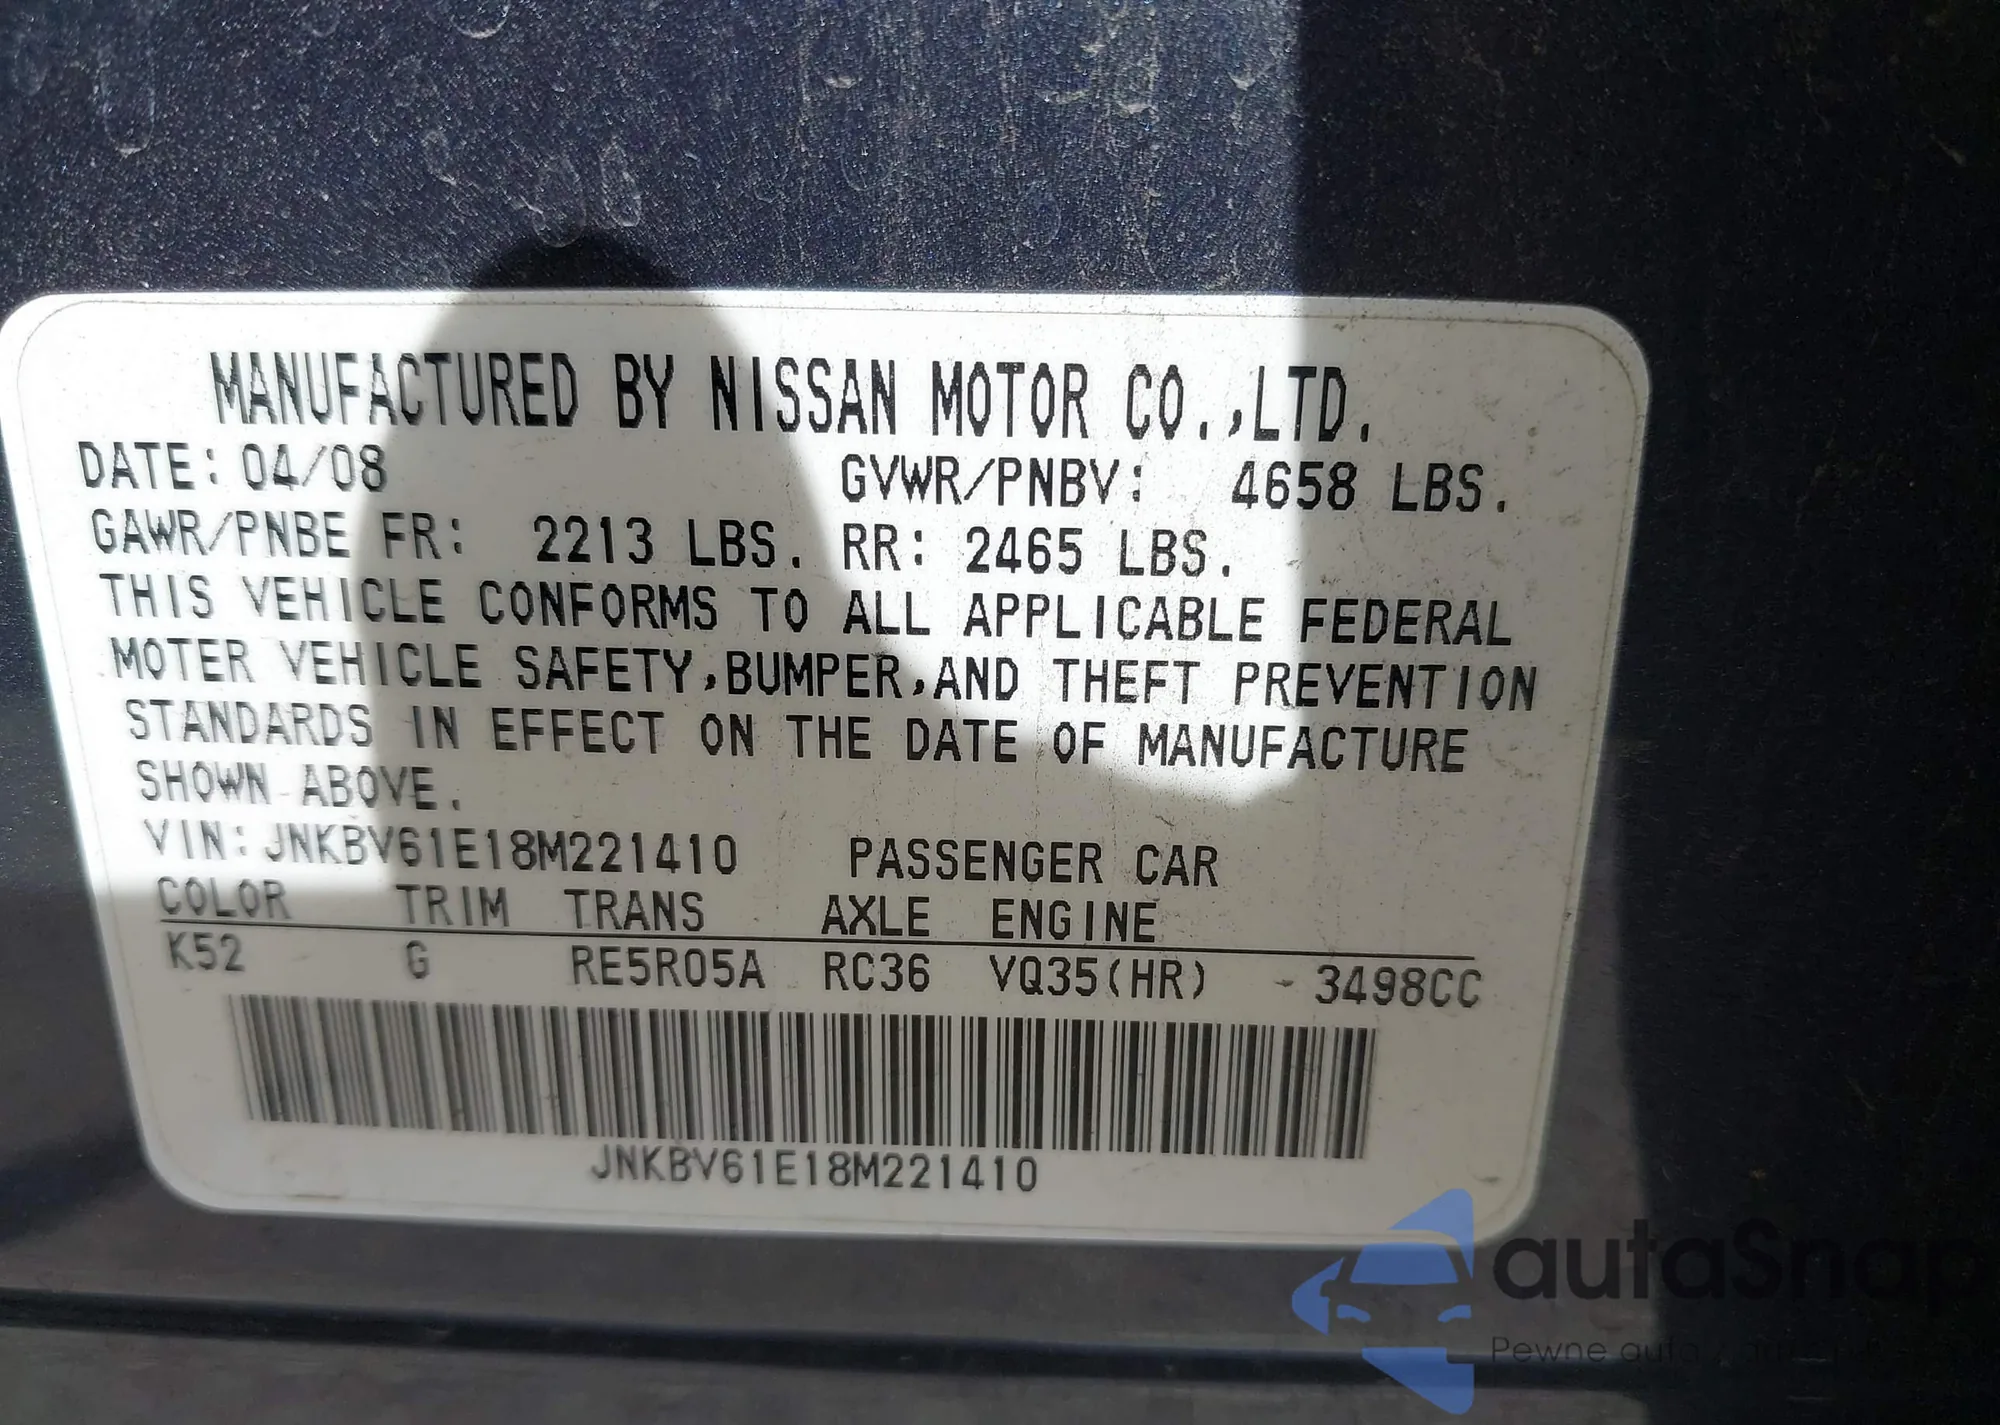 MANUFACTURED BY NISSAN MOTOR CO.,LTD.
DATE: 04/08 GVWR/PNBV: 4658 LBS.
GAWR/PNBE FR: 2213 LBS. RR: 2465 LBS.
THIS VEHICLE CONFORMS TO ALL APPLICABLE FEDERAL
MOTER VEHICLE SAFETY,BUMPER,AND THEFT PREVENTION
STANDARDS IN EFFECT ON THE DATE OF MANUFACTURE
SHOWN ABOVE.
VIN: JNKBV61E18M221410 PASSENGER CAR
COLOR TRIM TRANS AXLE ENGINE
K52 G RE5R05A RC36 VQ35(HR) - 3498CC
JNKBV61E18M221410
autaSnap
Pewne auta z